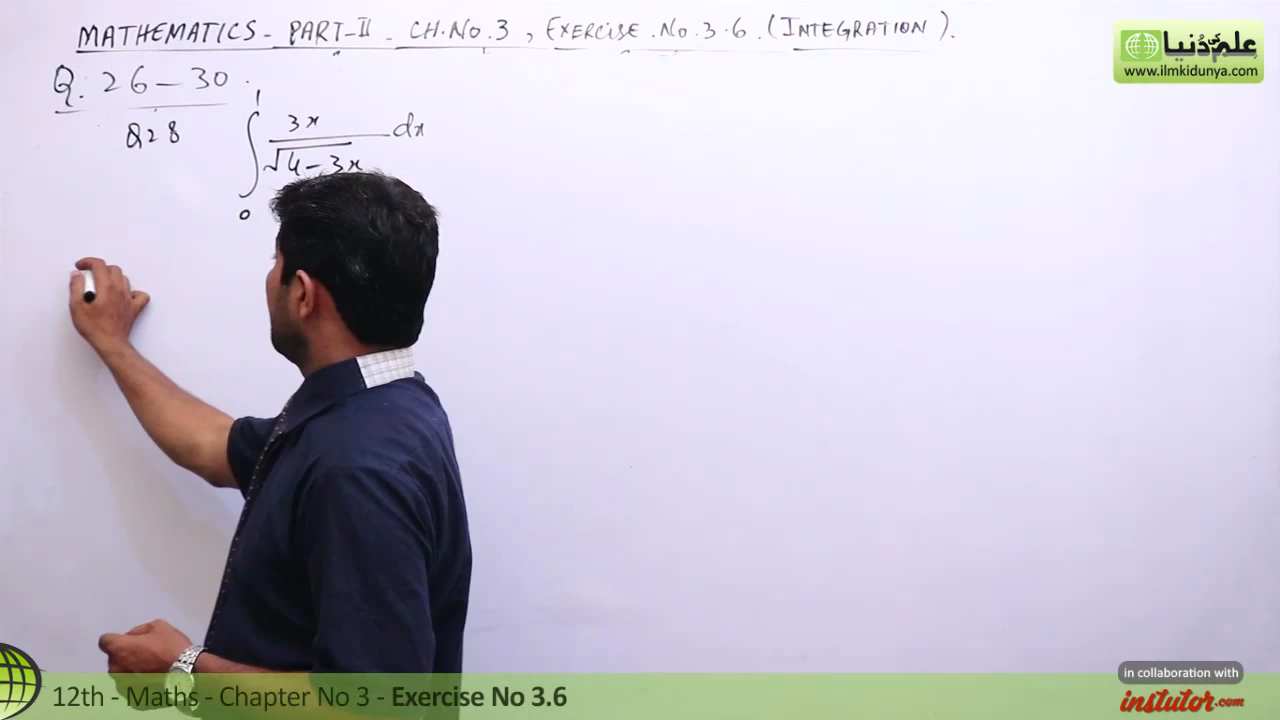 MATHEMATICS - PART-II - CH.No.3, EXERCISE.No.3.6.(INTEGRATION).
علم کی دُنیا
www.ilmkidunya.com
Q: 26-30.
Q28
1
3x
dx
√4-3x
0
in collaboration with
12th - Maths - Chapter No 3 - Exercise No 3.6
instutor.com